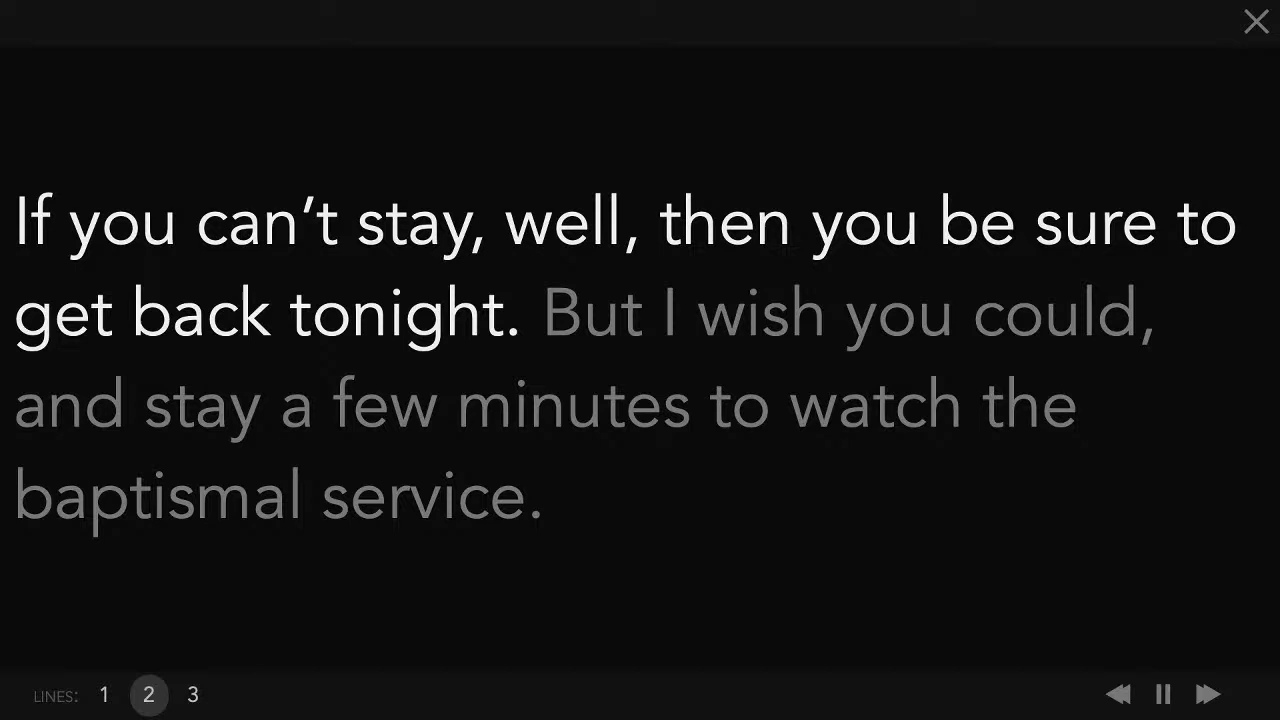 If you can’t stay, well, then you be sure to
get back tonight. But I wish you could,
and stay a few minutes to watch the
baptismal service.
LINES: 1 2 3